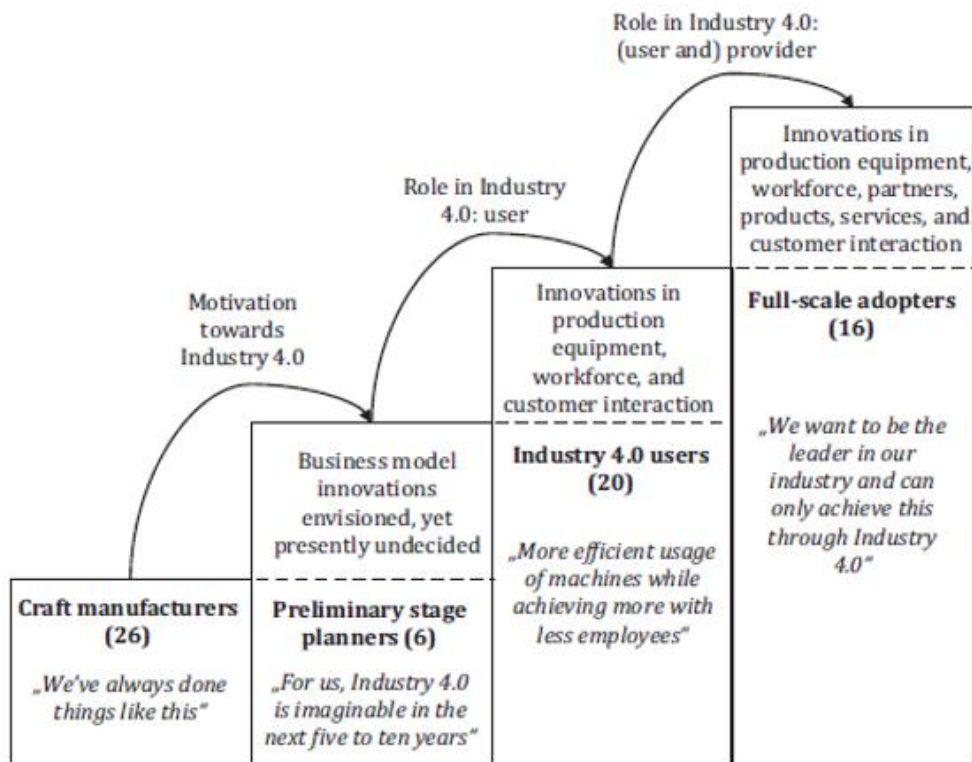 Role in Industry 4.0:
(user and) provider
Innovations in
production equipment,
workforce, partners,
products, services, and
customer interaction
Full-scale adopters
(16)
„We want to be the
leader in our
industry and can
only achieve this
through Industry
4.0“
Role in Industry
4.0: user
Innovations in
production
equipment,
workforce, and
customer interaction
Industry 4.0 users
(20)
„More efficient usage
of machines while
achieving more with
less employees“
Motivation
towards
Industry 4.0
Business model
innovations
envisioned, yet
presently undecided
Preliminary stage
planners (6)
„For us, Industry 4.0
is imaginable in the
next five to ten years“
Craft manufacturers
(26)
„We've always done
things like this“